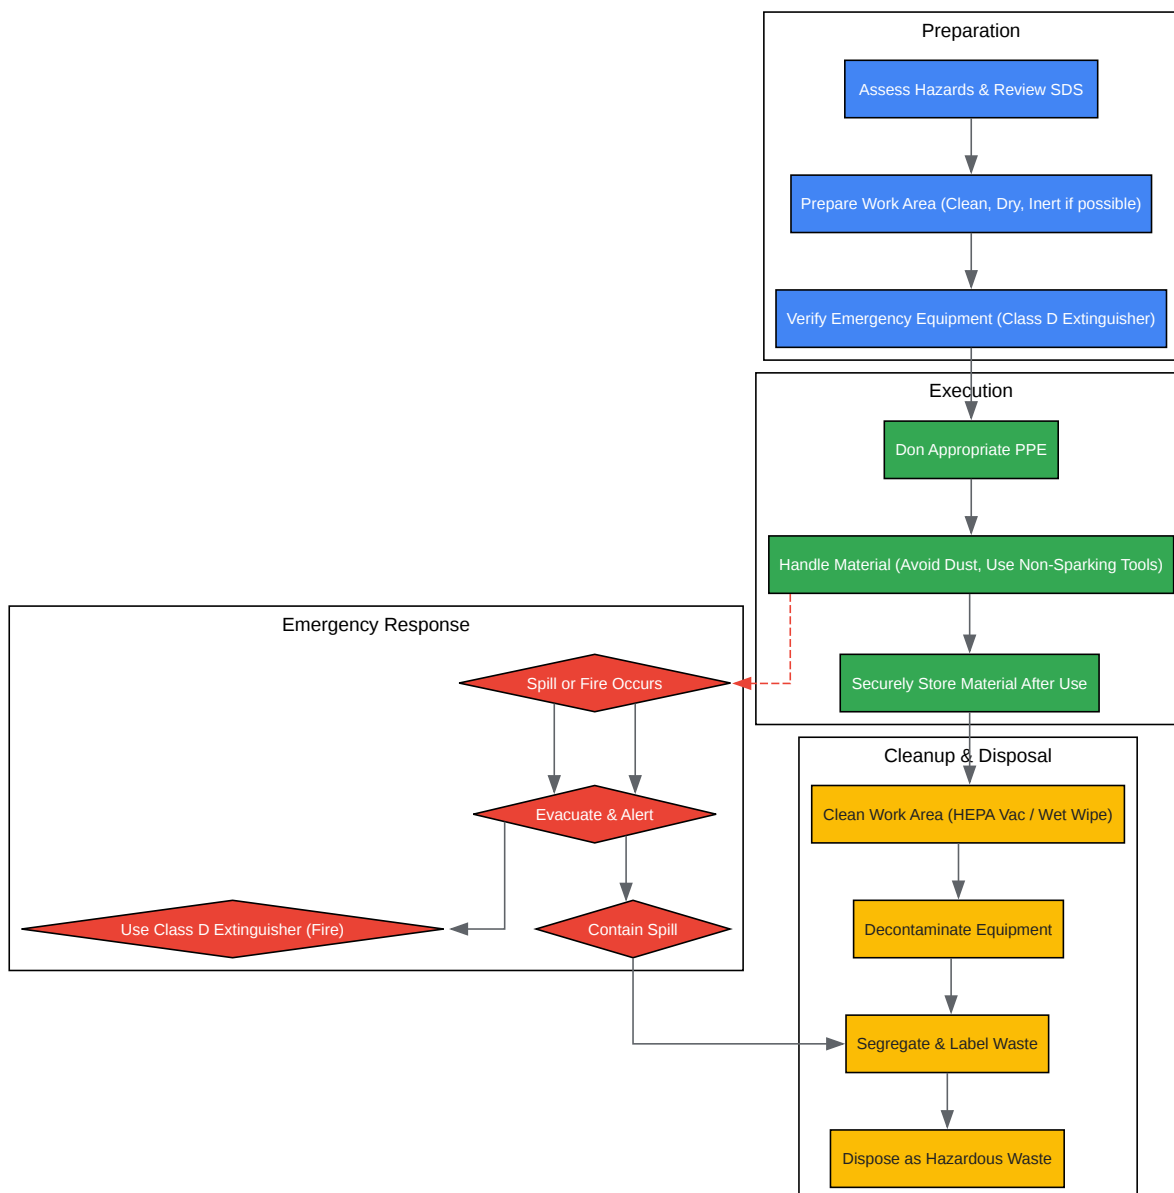 Preparation
Assess Hazards & Review SDS
Prepare Work Area (Clean, Dry, Inert if possible)
Verify Emergency Equipment (Class D Extinguisher)
Execution
Don Appropriate PPE
Handle Material (Avoid Dust, Use Non-Sparking Tools)
Securely Store Material After Use
Emergency Response
Spill or Fire Occurs
Evacuate & Alert
Use Class D Extinguisher (Fire)
Contain Spill
Cleanup & Disposal
Clean Work Area (HEPA Vac / Wet Wipe)
Decontaminate Equipment
Segregate & Label Waste
Dispose as Hazardous Waste